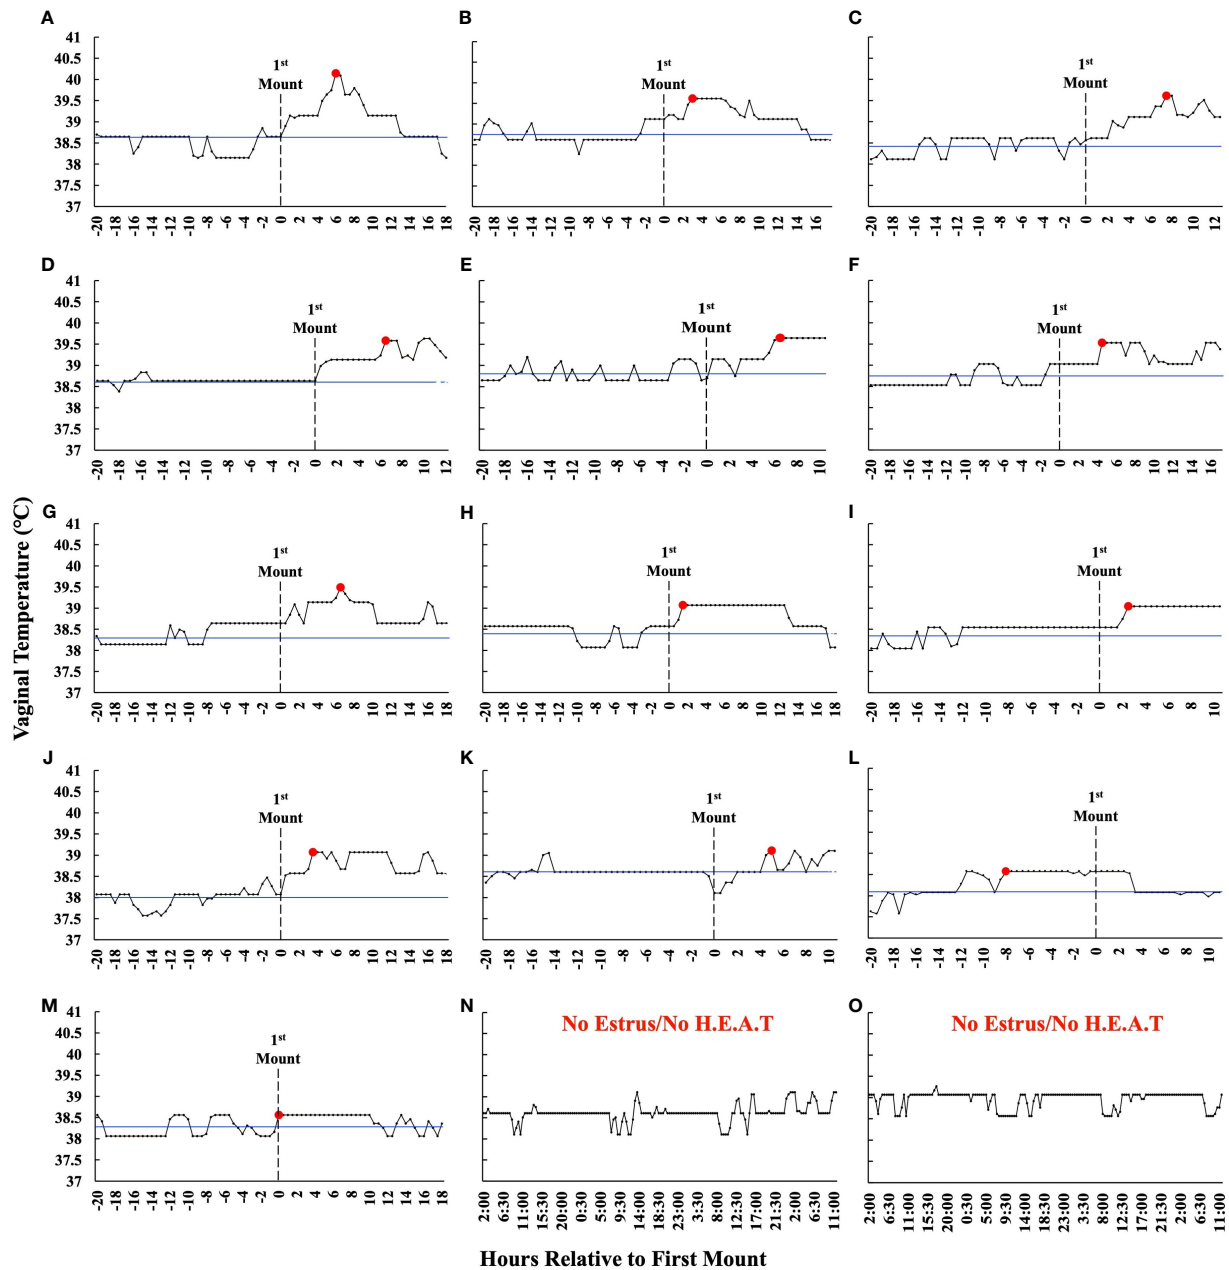 A
B
C
41
40.5
40
39.5
39
38.5
38
37.5
37
1st
Mount
1st
Mount
1st
Mount
-20 -18 -16 -14 -12 -10 -8 -6 -4 -2 0 2 4 6 8 10 12 14 16 18
-20 -18 -16 -14 -12 -10 -8 -6 -4 -2 0 2 4 6 8 10 12 14 16
-20 -18 -16 -14 -12 -10 -8 -6 -4 -2 0 2 4 6 8 10 12
D
E
F
41
40.5
40
39.5
39
38.5
38
37.5
37
1st
Mount
1st
Mount
1st
Mount
-20 -18 -16 -14 -12 -10 -8 -6 -4 -2 0 2 4 6 8 10 12
-20 -18 -16 -14 -12 -10 -8 -6 -4 -2 0 2 4 6 8 10
-20 -18 -16 -14 -12 -10 -8 -6 -4 -2 0 2 4 6 8 10 12 14 16
Vaginal Temperature (°C)
G
H
I
41
40.5
40
39.5
39
38.5
38
37.5
37
1st
Mount
1st
Mount
1st
Mount
-20 -18 -16 -14 -12 -10 -8 -6 -4 -2 0 2 4 6 8 10 12 14 16 18
-20 -18 -16 -14 -12 -10 -8 -6 -4 -2 0 2 4 6 8 10 12 14 16 18
-20 -18 -16 -14 -12 -10 -8 -6 -4 -2 0 2 4 6 8 10
J
K
L
41
40.5
40
39.5
39
38.5
38
37.5
37
1st
Mount
1st
Mount
1st
Mount
-20 -18 -16 -14 -12 -10 -8 -6 -4 -2 0 2 4 6 8 10 12 14 16 18
-20 -18 -16 -14 -12 -10 -8 -6 -4 -2 0 2 4 6 8 10
-20 -18 -16 -14 -12 -10 -8 -6 -4 -2 0 2 4 6 8 10
M
N
O
41
40.5
40
39.5
39
38.5
38
37.5
37
1st
Mount
No Estrus/No H.E.A.T
No Estrus/No H.E.A.T
-20 -18 -16 -14 -12 -10 -8 -6 -4 -2 0 2 4 6 8 10 12 14 16 18
2:00 6:30 11:00 15:30 20:00 0:30 5:00 9:30 14:00 18:30 23:00 3:30 8:00 12:30 17:00 21:30 2:00 6:30 11:00
2:00 6:30 11:00 15:30 20:00 0:30 5:00 9:30 14:00 18:30 23:00 3:30 8:00 12:30 17:00 21:30 2:00 6:30 11:00
Hours Relative to First Mount